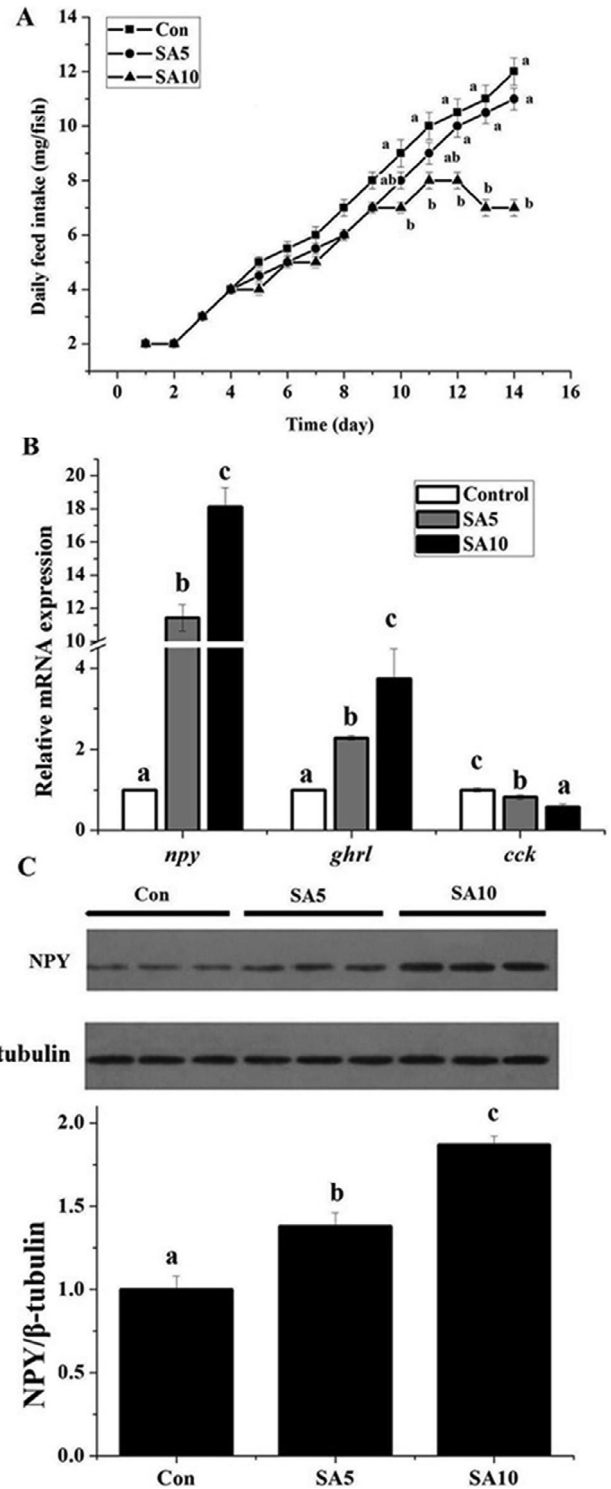 A
Con
SA5
SA10
14
12
10
8
6
4
2
Daily feed intake (mg/fish)
a
a
a
a
a
a
a
a
a
ab
ab
b
b
b
b
b
0 2 4 6 8 10 12 14 16
Time (day)
B
Control
SA5
SA10
20
18
16
14
12
10
4
2
0
Relative mRNA expression
a b c
a b c
c b a
npy ghrl cck
C
Con SA5 SA10
NPY
tubulin
2.0
1.5
1.0
0.5
0.0
NPY/β-tubulin
a b c
Con SA5 SA10